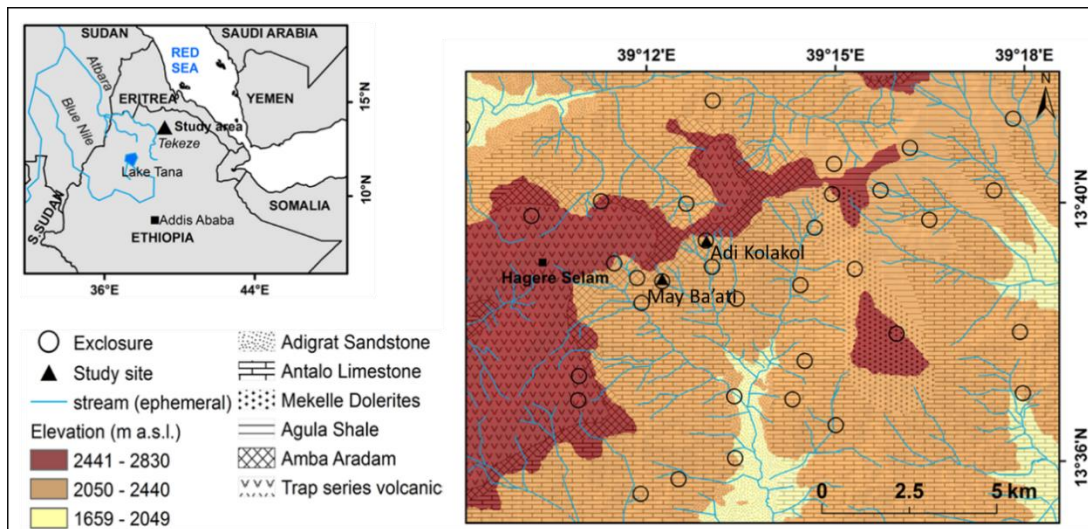 SUDAN
SAUDI ARABIA
RED
SEA
Atbara
ERITREA
YEMEN
15°N
Blue Nile
Study area
Tekeze
Lake Tana
10°N
S.SUDAN
Addis Ababa
SOMALIA
ETHIOPIA
36°E
44°E
Exclosure
Study site
stream (ephemeral)
Elevation (m a.s.l.)
2441 - 2830
2050 - 2440
1659 - 2049
Adigrat Sandstone
Antalo Limestone
Mekelle Dolerites
Agula Shale
Amba Aradam
Trap series volcanic
39°12'E
39°15'E
39°18'E
N
13°40'N
Adi Kolakol
Hagere Selam
May Ba'ati
13°36'N
0
2.5
5 km